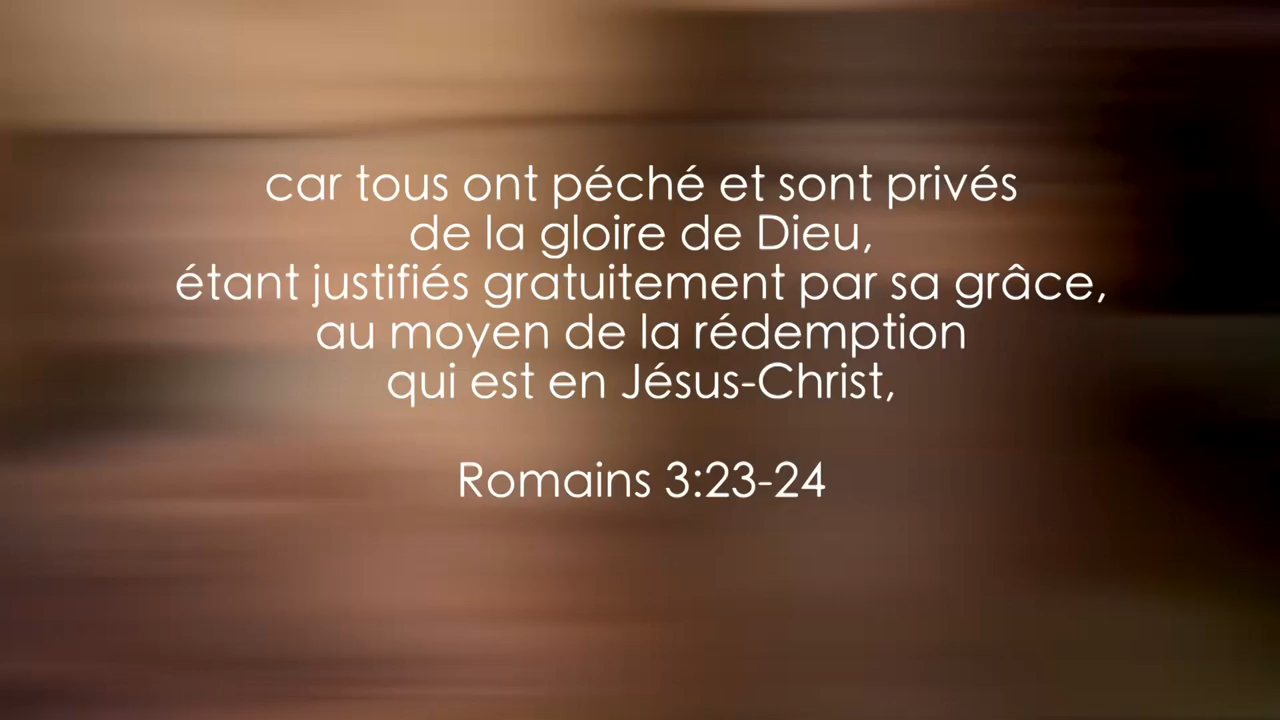 car tous ont péché et sont privés
de la gloire de Dieu,
étant justifiés gratuitement par sa grâce,
au moyen de la rédemption
qui est en Jésus-Christ,
Romains 3:23-24